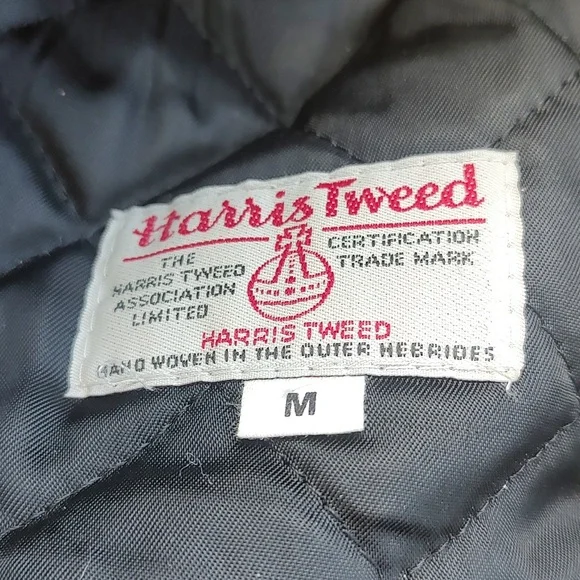 Harris Tweed
THE
HARRIS TWEED
ASSOCIATION
LIMITED
CERTIFICATION
TRADE MARK
HARRIS TWEED
HAND WOVEN IN THE OUTER HEBRIDES
M